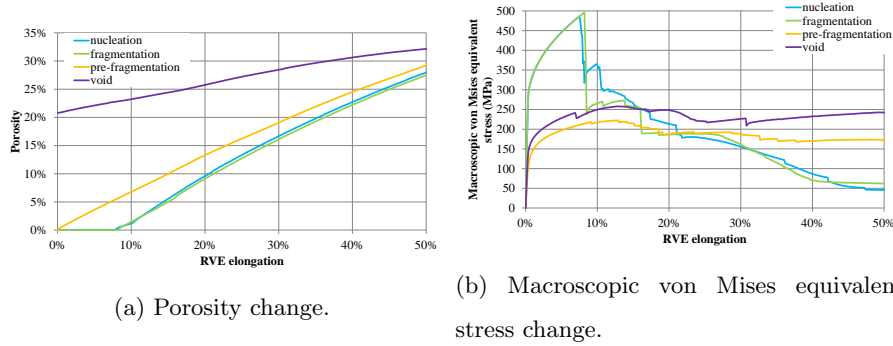 35%
30%
25%
20%
15%
10%
5%
0%
Porosity
nucleation
fragmentation
pre-fragmentation
void
0% 10% 20% 30% 40% 50%
RVE elongation
(a) Porosity change.
500
450
400
350
300
250
200
150
100
50
0
Macroscopic von Msies equivalent
stress (MPa)
nucleation
fragmentation
pre-fragmentation
void
0% 10% 20% 30% 40% 50%
RVE elongation
(b) Macroscopic von Mises equivalen
stress change.